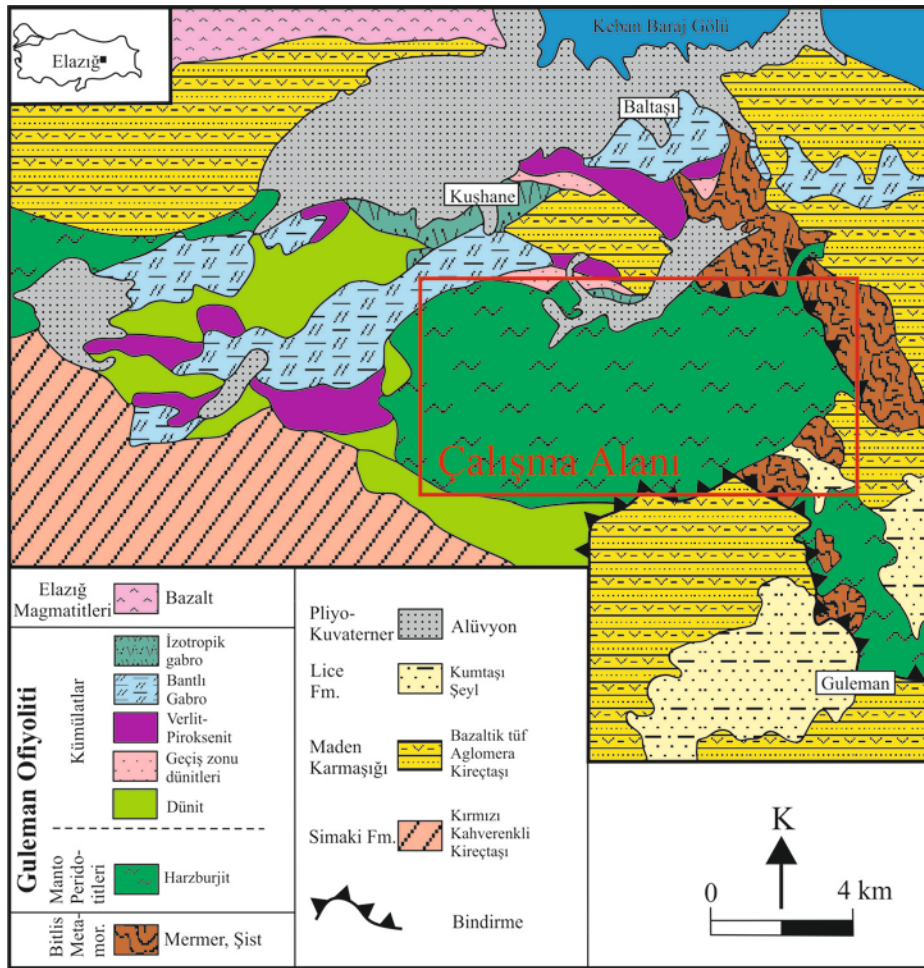 Elazığ
Keban Baraj Gölü
Baltaşı
Kuşhane
Çalışma Alanı
Guleman
Elazığ
Magmatitleri
Bazalt
Guleman Ofiyoliti
Kümülatlar
İzotropik
gabro
Bantlı
Gabro
Verlit-
Piroksenit
Geçiş zonu
dünitleri
Dünit
Manto
Perido-
titleri
Harzburjit
Bitlis
Meta-
mor.
Mermer, Şist
Pliyo-
Kuvaterner
Alüvyon
Lice
Fm.
Kumtaşı
Şeyl
Maden
Karmaşığı
Bazaltik tüf
Aglomera
Kireçtaşı
Simaki Fm.
Kırmızı
Kahverenkli
Kireçtaşı
Bindirme
K
0 4 km